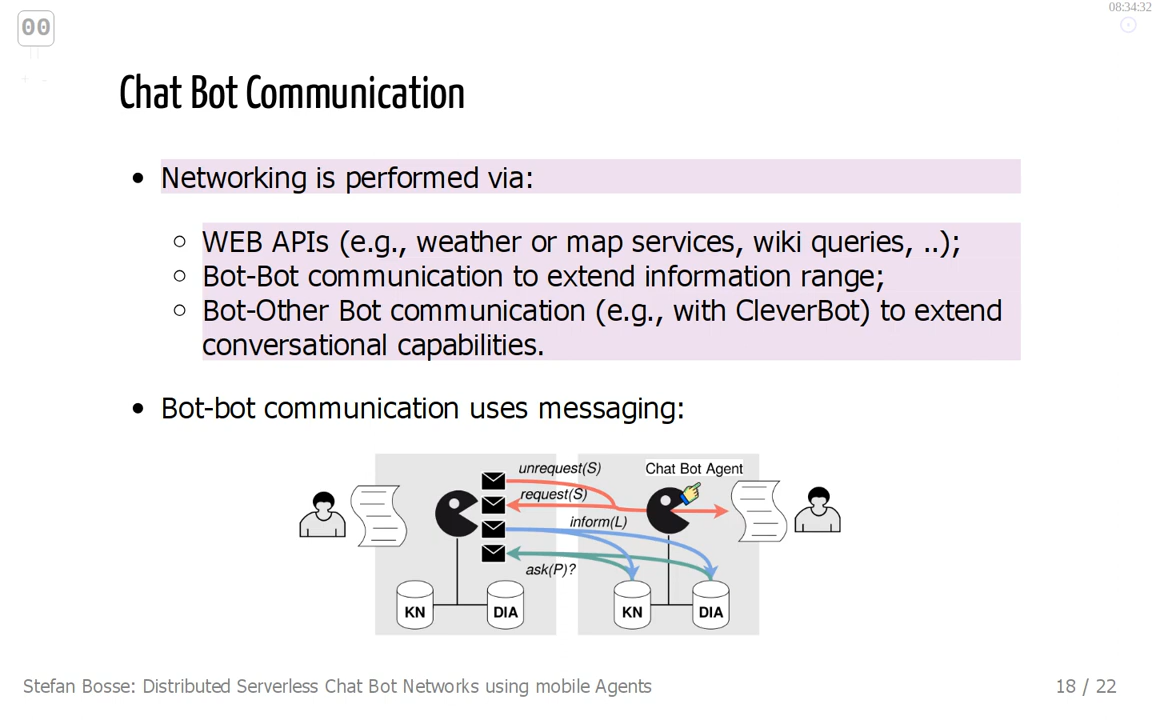 00
08:34:32
+ -
Chat Bot Communication
Networking is performed via:
WEB APIs (e.g., weather or map services, wiki queries, ..);
Bot-Bot communication to extend information range;
Bot-Other Bot communication (e.g., with CleverBot) to extend
conversational capabilities.
Bot-bot communication uses messaging:
unrequest(S)
Chat Bot Agent
request(S)
inform(L)
ask(P)?
KN
DIA
KN
DIA
Stefan Bosse: Distributed Serverless Chat Bot Networks using mobile Agents
18 / 22